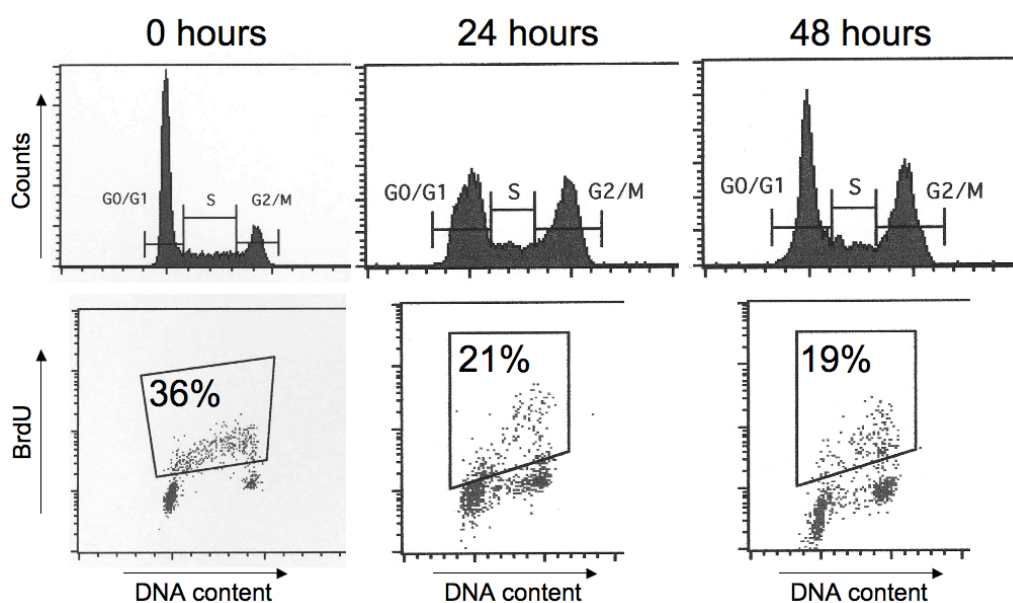 0 hours 24 hours 48 hours
Counts
G0/G1 S G2/M
G0/G1 S G2/M
G0/G1 S G2/M
BrdU
36%
21%
19%
DNA content DNA content DNA content